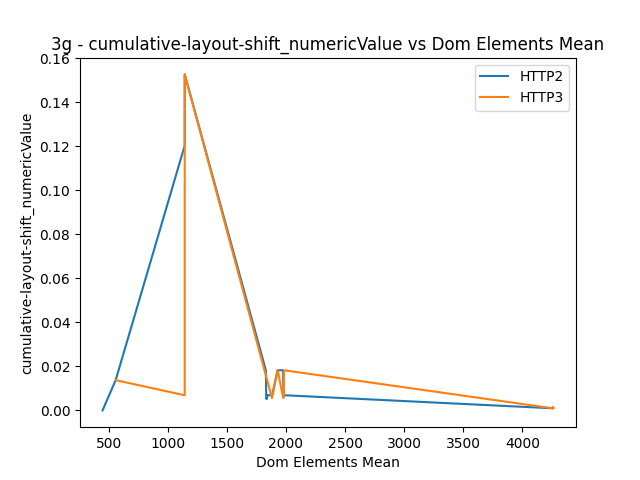 3g - cumulative-layout-shift_numericValue vs Dom Elements Mean
HTTP2
HTTP3
cumulative-layout-shift_numericValue
0.16
0.14
0.12
0.10
0.08
0.06
0.04
0.02
0.00
500 1000 1500 2000 2500 3000 3500 4000
Dom Elements Mean